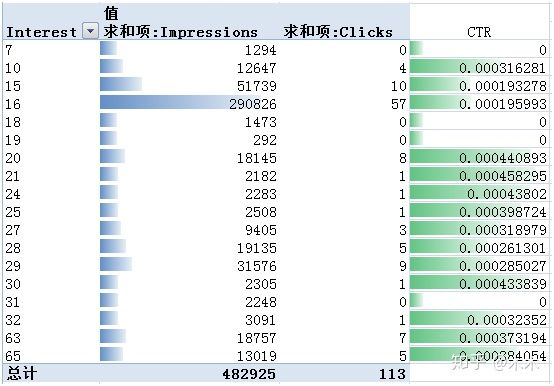 值
Interest 求和项:Impressions 求和项:Clicks CTR
7 1294 0 0
10 12647 4 0.000316281
15 51739 10 0.000193278
16 290826 57 0.000195993
18 1473 0 0
19 292 0 0
20 18145 8 0.000440893
21 2182 1 0.000458295
24 2283 1 0.00043802
25 2508 1 0.000398724
27 9405 3 0.000318979
28 19135 5 0.000261301
29 31576 9 0.000285027
30 2305 1 0.000433839
31 2248 0 0
32 3091 1 0.00032352
63 18757 7 0.000373194
65 13019 5 0.000384054
总计 482925 113